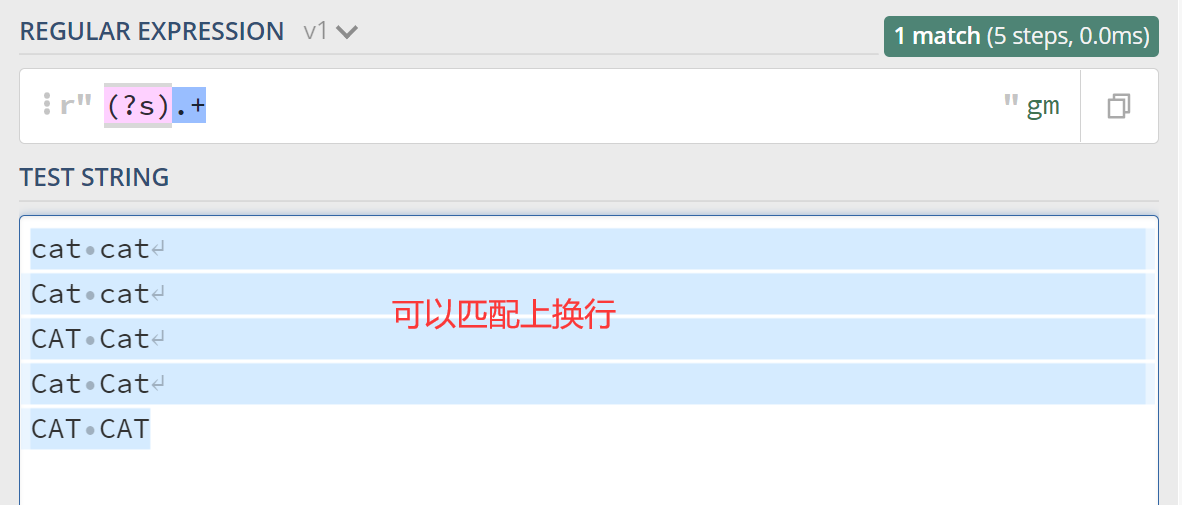 REGULAR EXPRESSION v1
1 match (5 steps, 0.0ms)
r" (?s).+ " gm
TEST STRING
cat·cat↵
Cat·cat↵
可以匹配上换行
CAT·Cat↵
Cat·Cat↵
CAT·CAT